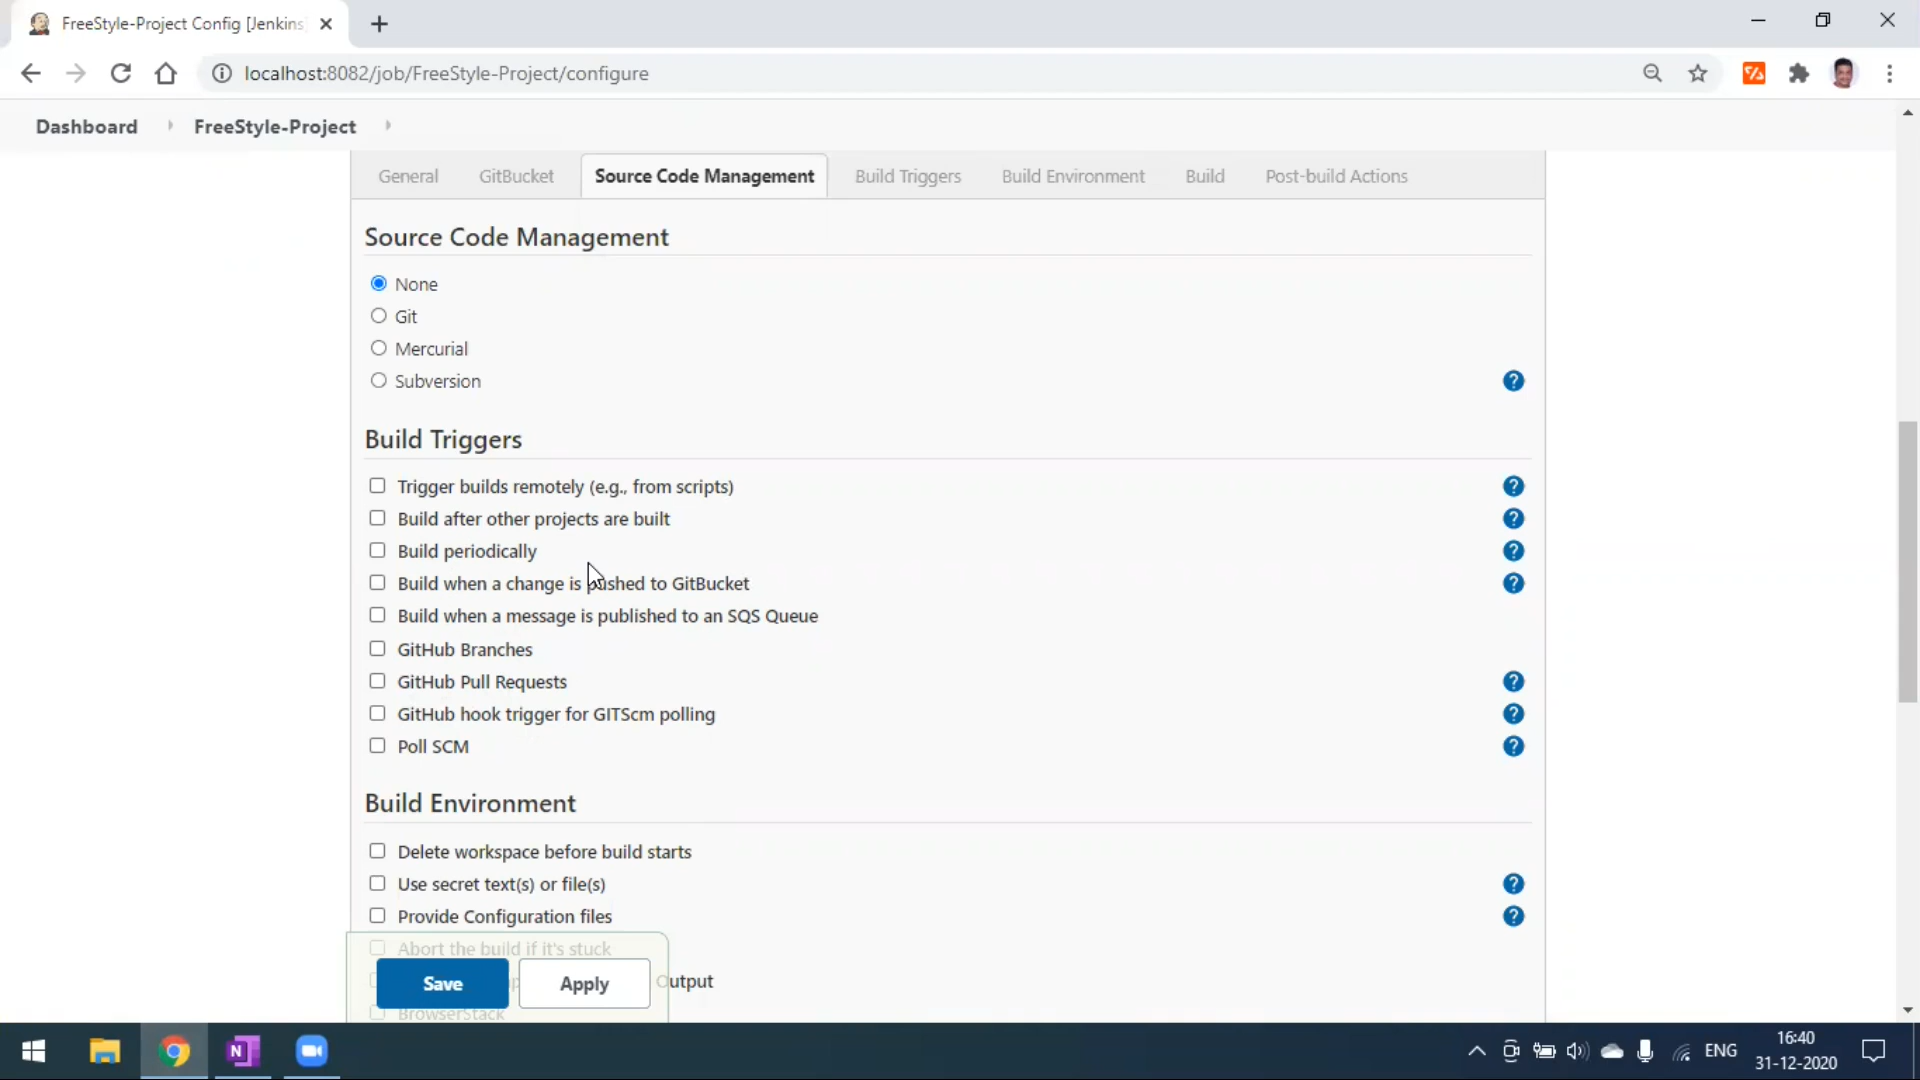 FreeStyle-Project Config [Jenkins
localhost:8082/job/FreeStyle-Project/configure
Dashboard FreeStyle-Project
General GitBucket Source Code Management Build Triggers Build Environment Build Post-build Actions
Source Code Management
None
Git
Mercurial
Subversion
Build Triggers
Trigger builds remotely (e.g., from scripts)
Build after other projects are built
Build periodically
Build when a change is pushed to GitBucket
Build when a message is published to an SQS Queue
GitHub Branches
GitHub Pull Requests
GitHub hook trigger for GITScm polling
Poll SCM
Build Environment
Delete workspace before build starts
Use secret text(s) or file(s)
Provide Configuration files
Abort the build if it's stuck
Output
Save Apply
BrowserStack
ENG
16:40
31-12-2020